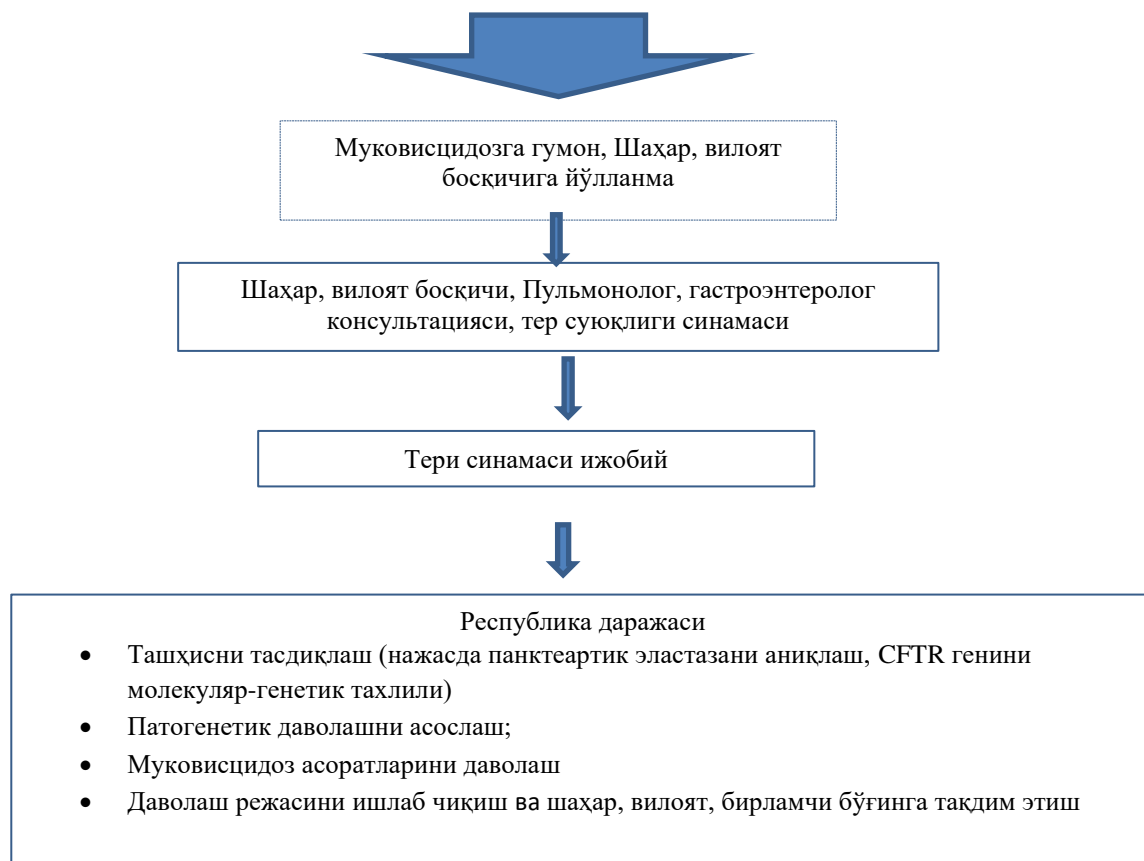 Муковисцидозга гумон, Шаҳар, вилоят
босқичига йўлланма
Шаҳар, вилоят босқичи, Пульмонолог, гастроэнтеролог
консультацияси, тер суюқлиги синамаси
Тери синамаси ижобий
Республика даражаси
• Ташҳисни тасдиқлаш (нажасда панктеартик эластазани аниқлаш, CFTR генини
молекуляр-генетик тахлили)
• Патогенетик даволашни асослаш;
• Муковисцидоз асоратларини даволаш
• Даволаш режасини ишлаб чиқиш ва шаҳар, вилоят, бирламчи бўғинга тақдим этиш